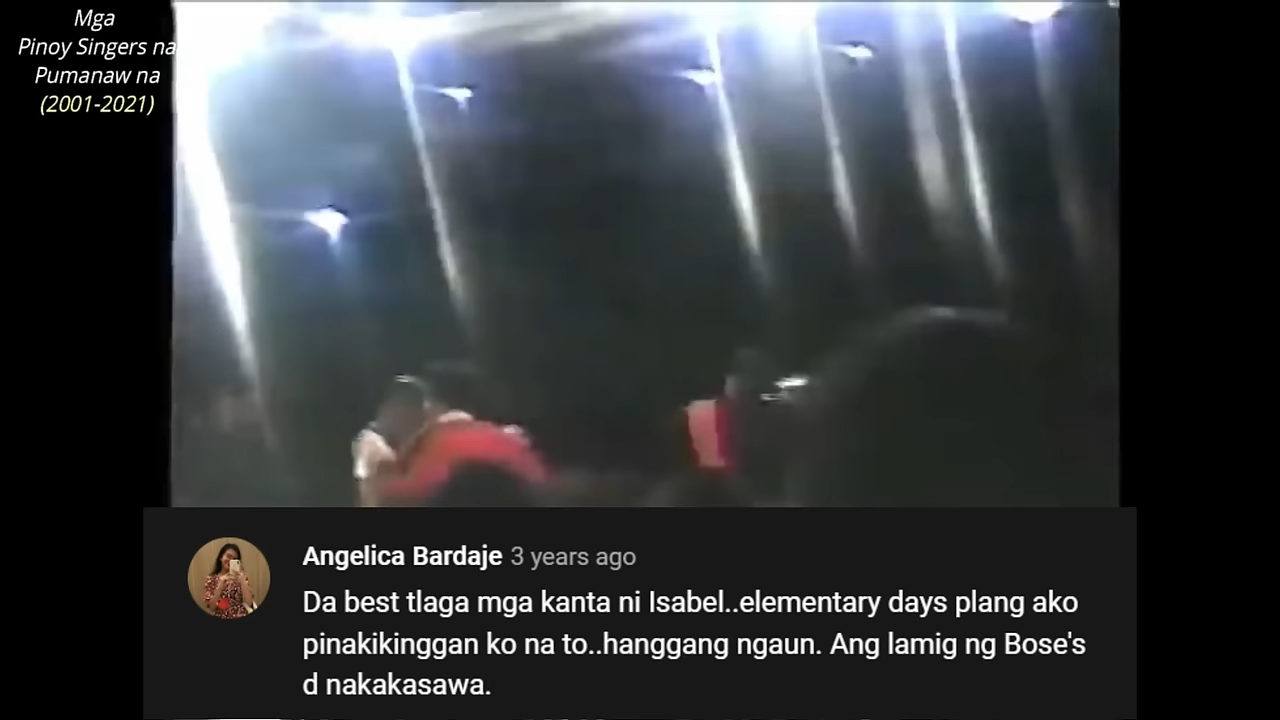 Mga
Pinoy Singers na
Pumanaw na
(2001-2021)
Angelica Bardaje 3 years ago
Da best tlaga mga kanta ni Isabel..elementary days plang ako
pinakikinggan ko na to..hanggang ngaun. Ang lamig ng Bose's
d nakakasawa.